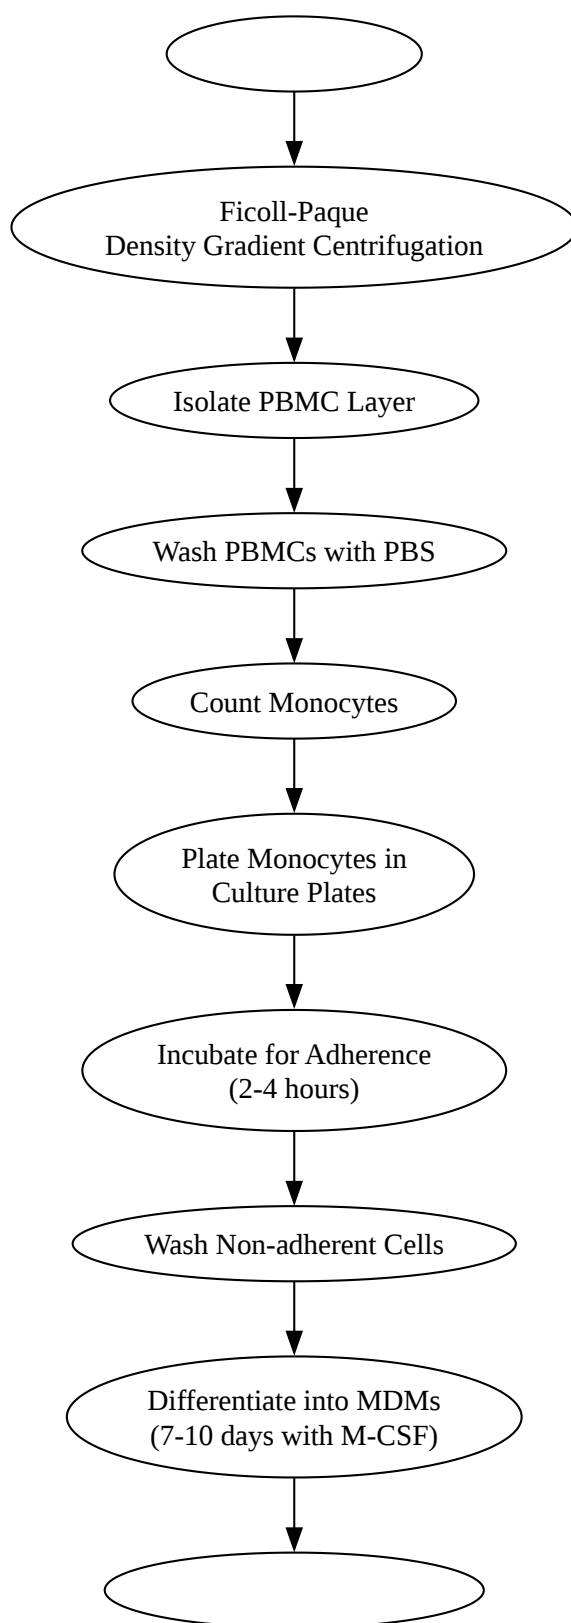 Ficoll-Paque
Density Gradient Centrifugation
Isolate PBMC Layer
Wash PBMCs with PBS
Count Monocytes
Plate Monocytes in
Culture Plates
Incubate for Adherence
(2-4 hours)
Wash Non-adherent Cells
Differentiate into MDMs
(7-10 days with M-CSF)